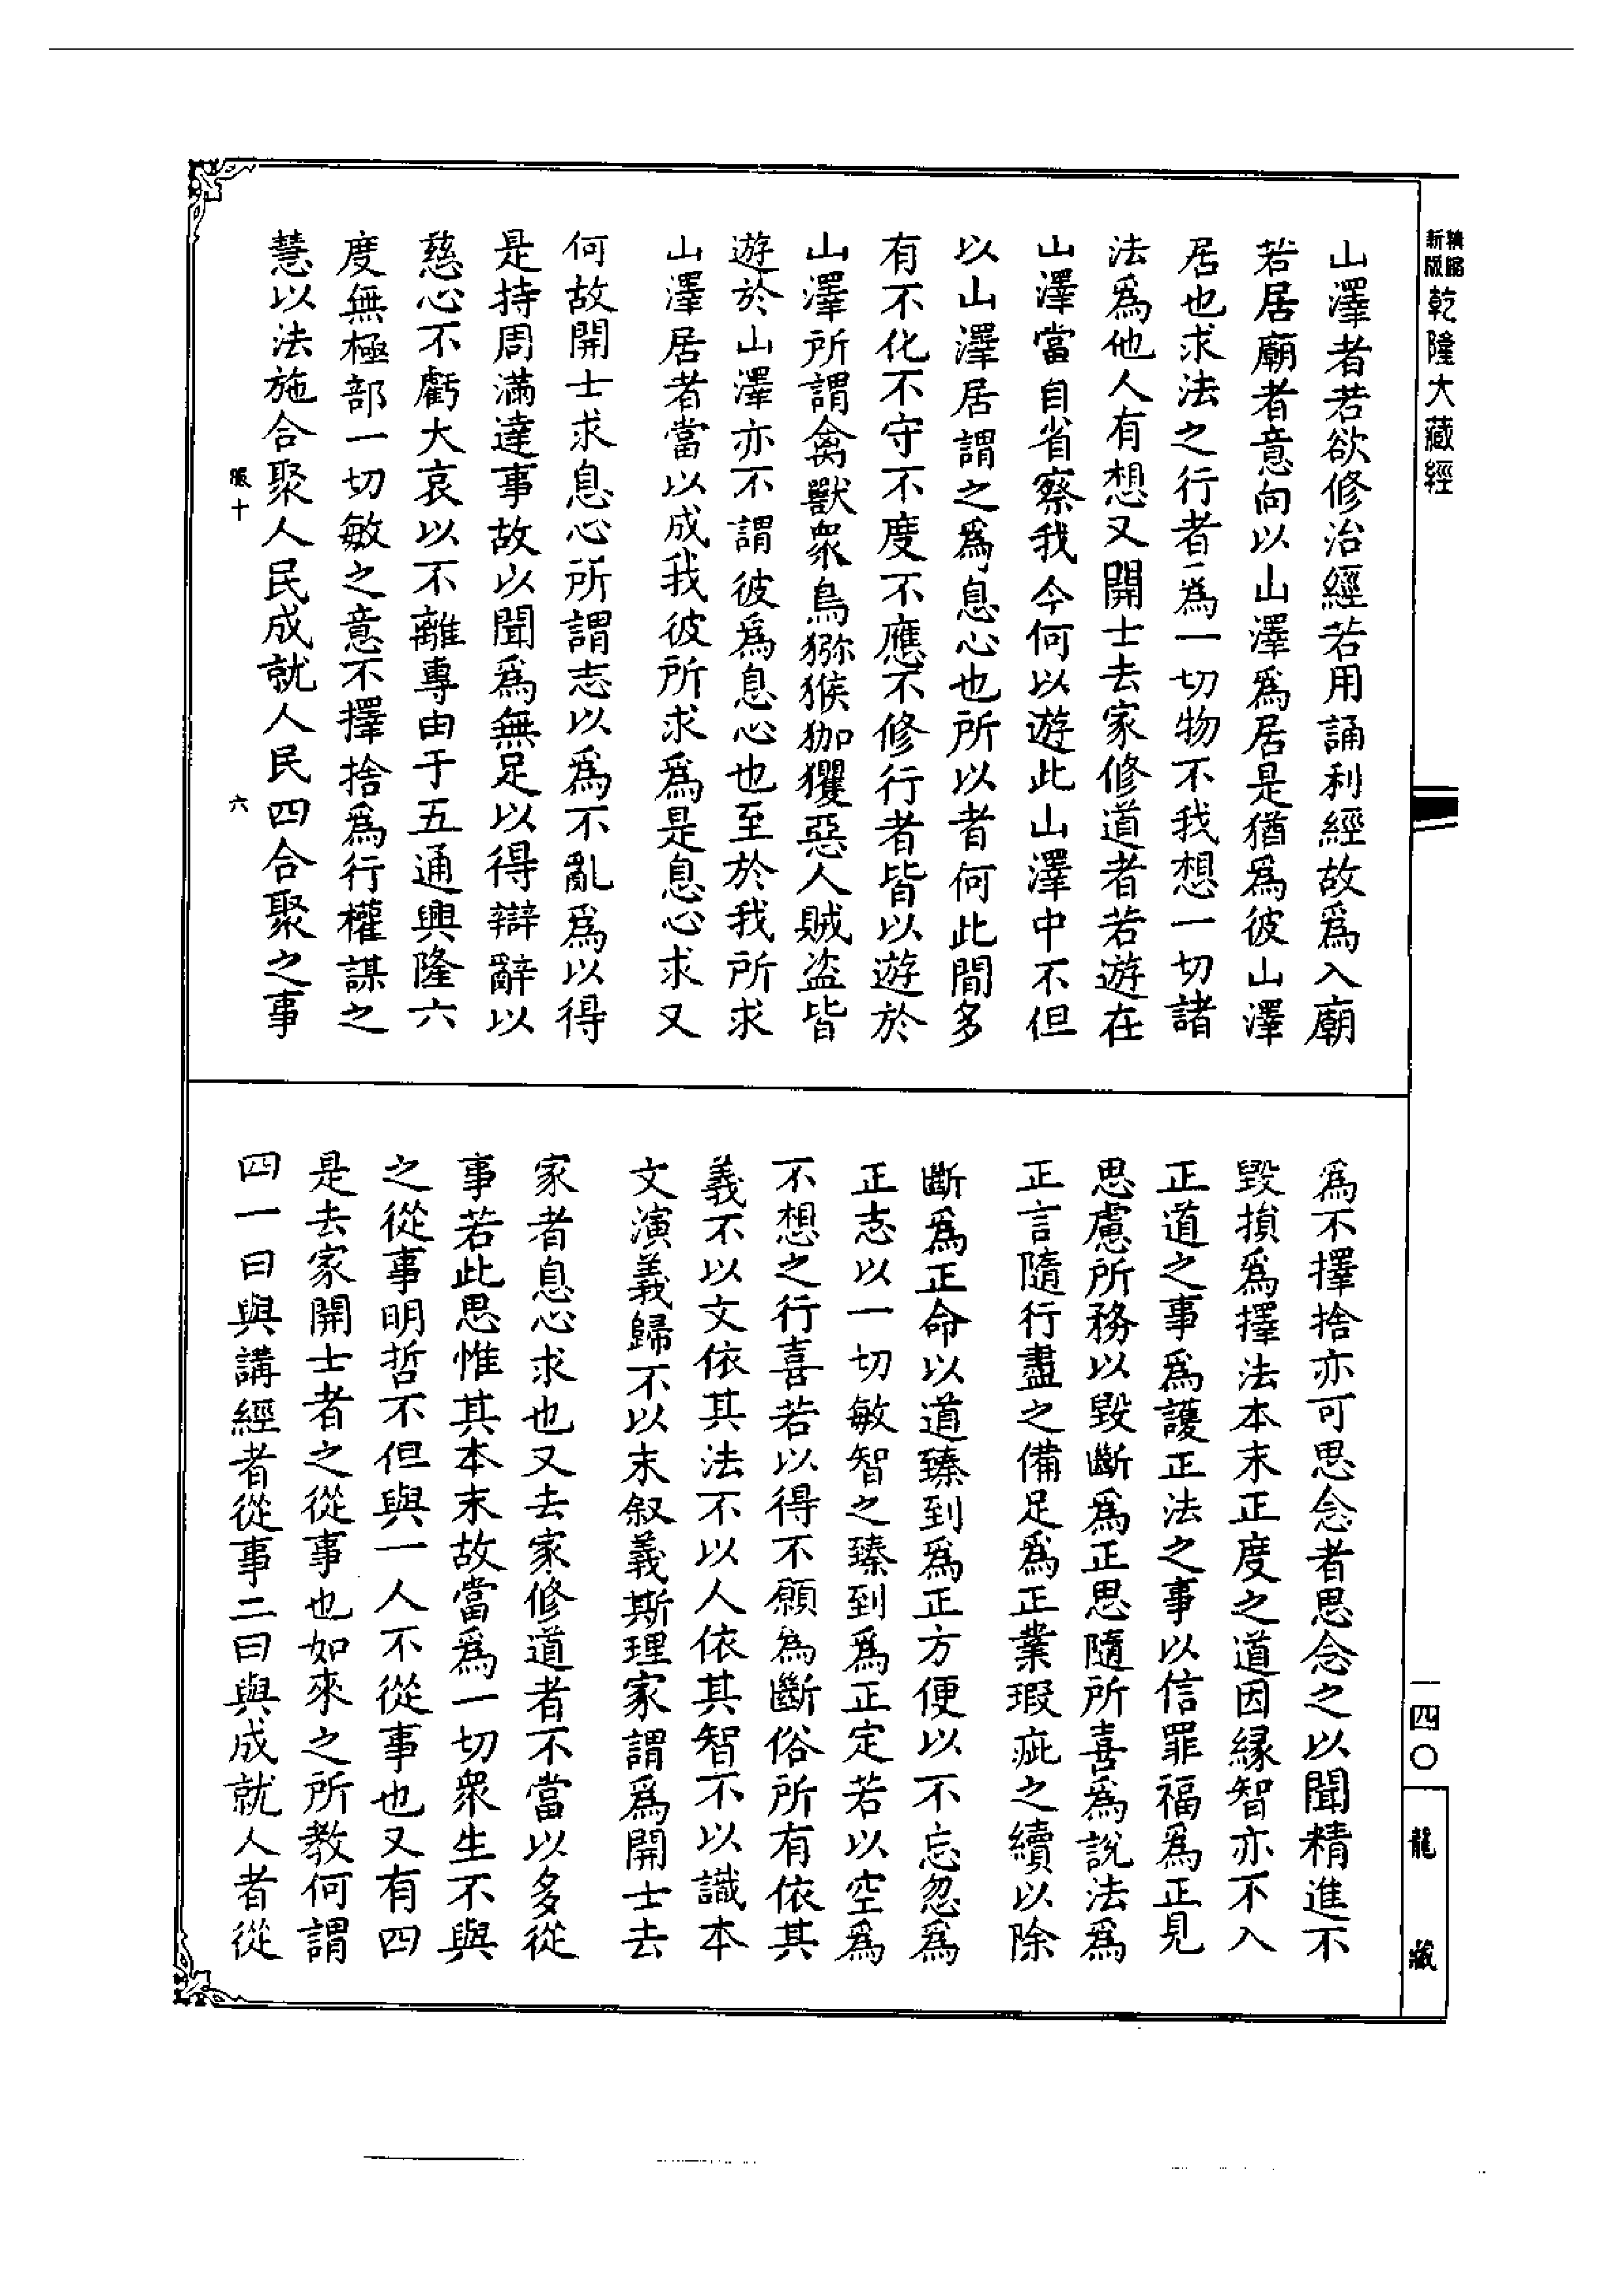 新版 精縮 乾隆大藏經
山澤者若欲修治經若用誦利經故爲入廟
若居廟者意向以山澤爲居是猶爲彼山澤
居也求法之行者爲一切物不我想一切諸
法爲他人有想又開士去家修道者若遊在
山澤當自省察我今何以遊此山澤中不但
以山澤居謂之爲息心也所以者何此間多
有不化不守不度不應不修行者皆以遊於
山澤所謂禽獸衆鳥獼猴猳玃惡人賊盜皆
遊於山澤亦不謂彼爲息心也至於我所求
山澤居者當以成我彼所求爲是息心求又
何故開士求息心所謂志以爲不亂爲以得
是持周滿達事故以聞爲無足以得辯辭以
慈心不虧大哀以不離專由于五通興隆六
度無極部一切敏之意不擇捨爲行權謀之
慧以法施合聚人民成就人民四合聚之事
十 六
爲不擇捨亦可思念者思念之以聞精進不
毀損爲擇法本末正度之道因緣智亦不入
正道之事爲護正法之事以信罪福爲正見
思慮所務以毀斷爲正思隨所喜爲說法爲
正言隨行盡之備足爲正業瑕疵之續以除
斷爲正命以道臻到爲正方便以不忘忽爲
正志以一切敏智之臻到爲正定若以空爲
不想之行喜若以得不願爲斷俗所有依其
義不以文依其法不以人依其智不以識本
文演義歸不以末叙義斯理家謂爲開士去
家者息心求也又去家修道者不當以多從
事若此思惟其本末故當爲一切衆生不與
之從事明哲不但與一人不從事也又有四
是去家開士者之從事也如來之所教何謂
四一曰與講經者從事二曰與成就人者從
一四〇
龍藏